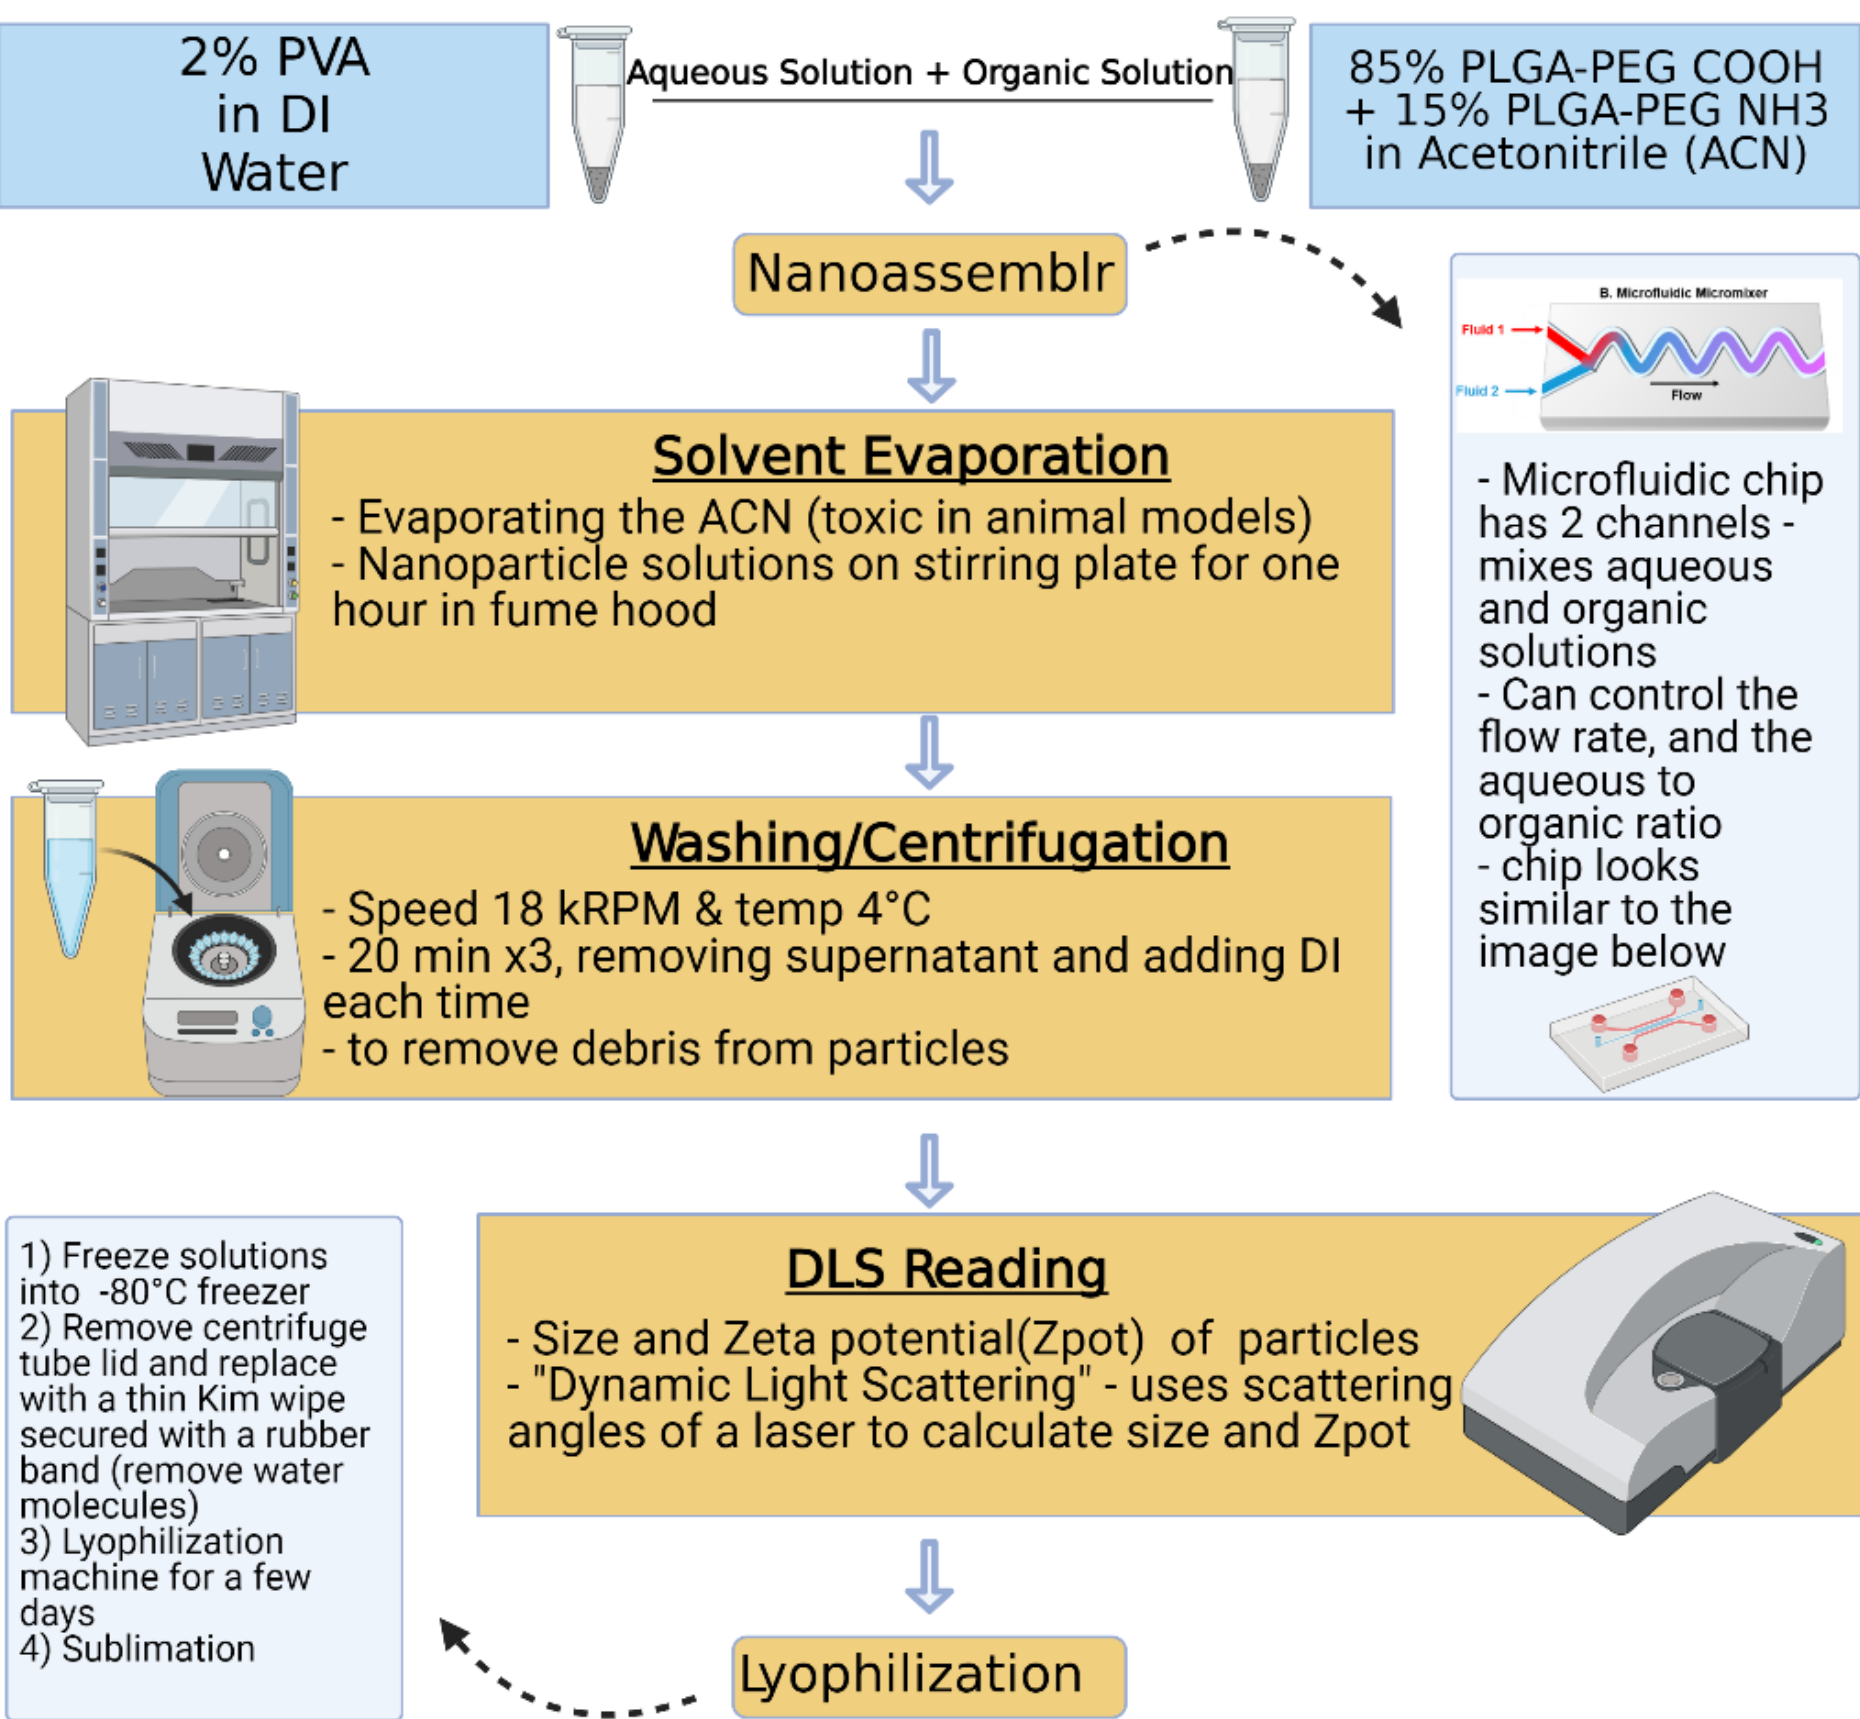 2% PVA
in DI
Water
Aqueous Solution + Organic Solution
85% PLGA-PEG COOH
+ 15% PLGA-PEG NH3
in Acetonitrile (ACN)
Nanoassemblr
B. Microfluidic Micromixer
Fluid 1
Fluid 2
Flow
- Microfluidic chip
has 2 channels -
mixes aqueous
and organic
solutions
- Can control the
flow rate, and the
aqueous to
organic ratio
- chip looks
similar to the
image below
Solvent Evaporation
- Evaporating the ACN (toxic in animal models)
- Nanoparticle solutions on stirring plate for one
hour in fume hood
Washing/Centrifugation
- Speed 18 kRPM & temp 4°C
- 20 min x3, removing supernatant and adding DI
each time
- to remove debris from particles
DLS Reading
- Size and Zeta potential(Zpot) of particles
- "Dynamic Light Scattering" - uses scattering
angles of a laser to calculate size and Zpot
Lyophilization
1) Freeze solutions
into -80°C freezer
2) Remove centrifuge
tube lid and replace
with a thin Kim wipe
secured with a rubber
band (remove water
molecules)
3) Lyophilization
machine for a few
days
4) Sublimation